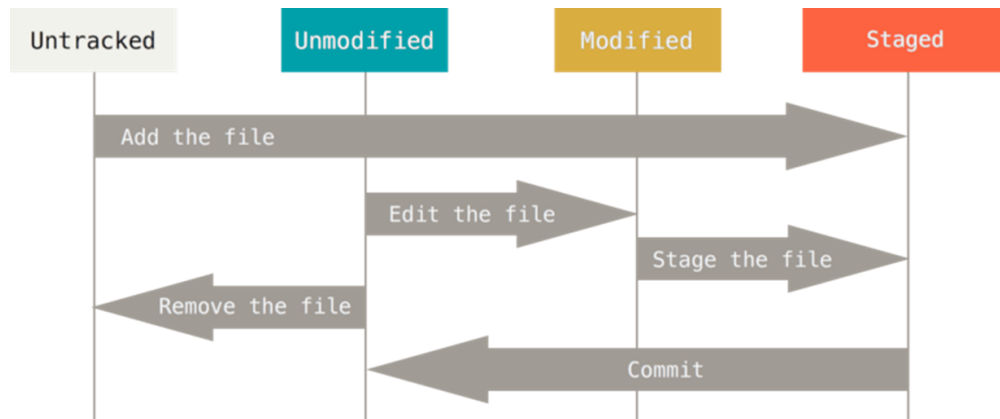 Untracked
Unmodified
Modified
Staged
Add the file
Edit the file
Stage the file
Remove the file
Commit